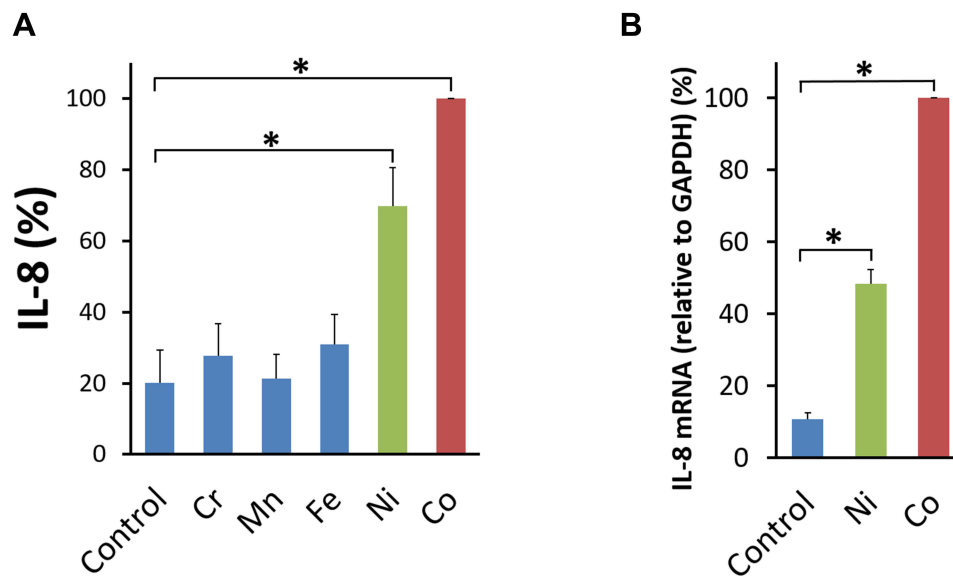 A
IL-8 (%)
100
80
60
40
20
0
*
*
Control
Cr
Mn
Fe
Ni
Co
B
IL-8 mRNA (relative to GAPDH) (%)
100
80
60
40
20
0
*
*
Control
Ni
Co